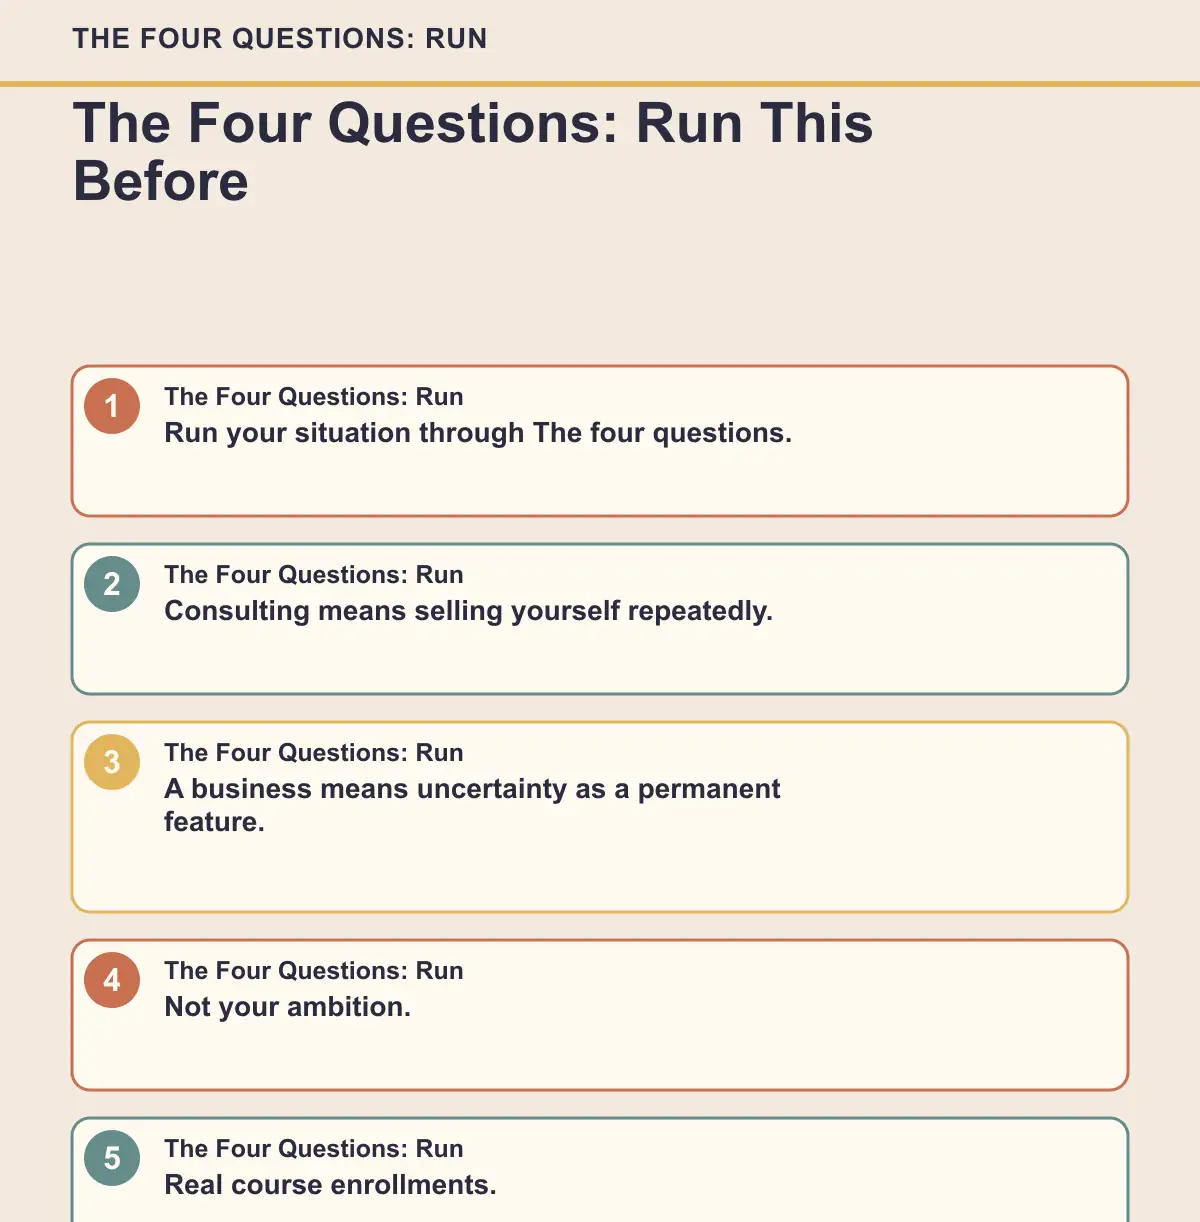 THE FOUR QUESTIONS: RUN
The Four Questions: Run This
Before
1
The Four Questions: Run
Run your situation through The four questions.
2
The Four Questions: Run
Consulting means selling yourself repeatedly.
3
The Four Questions: Run
A business means uncertainty as a permanent
feature.
4
The Four Questions: Run
Not your ambition.
5
The Four Questions: Run
Real course enrollments.